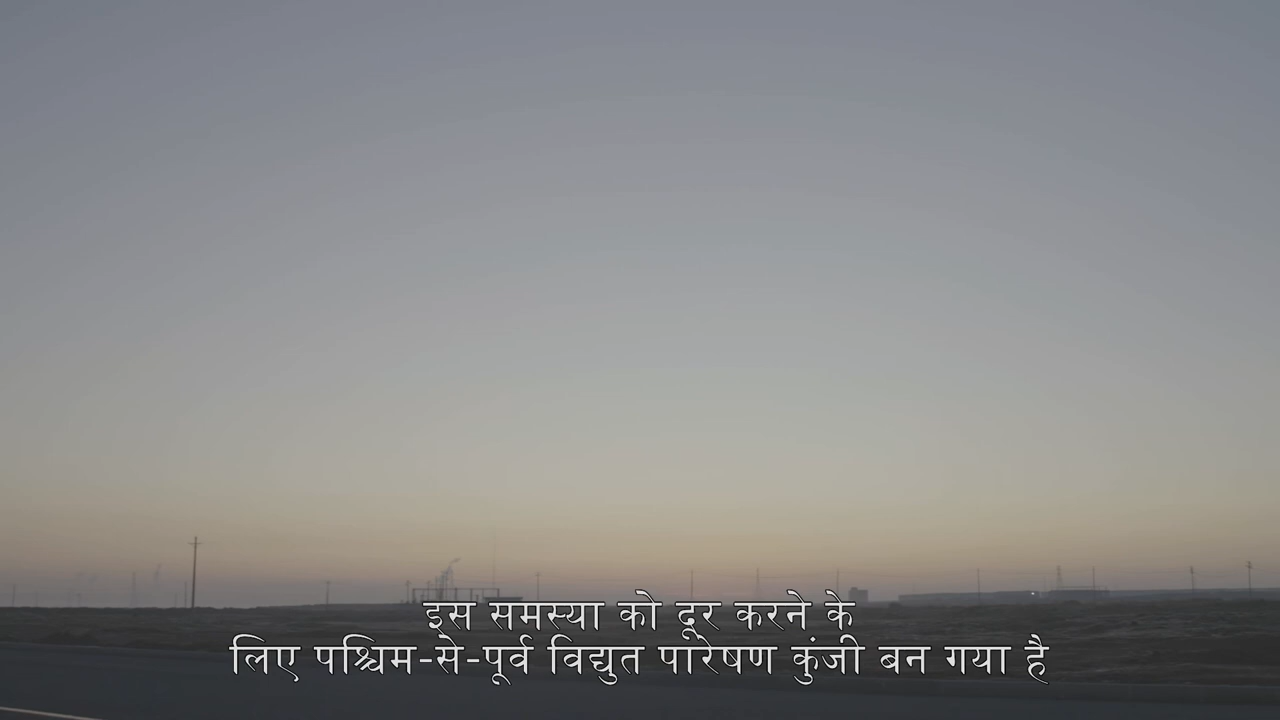 इस समस्या को दूर करने के
लिए पश्चिम-से-पूर्व विद्युत पारेषण कुंजी बन गया है